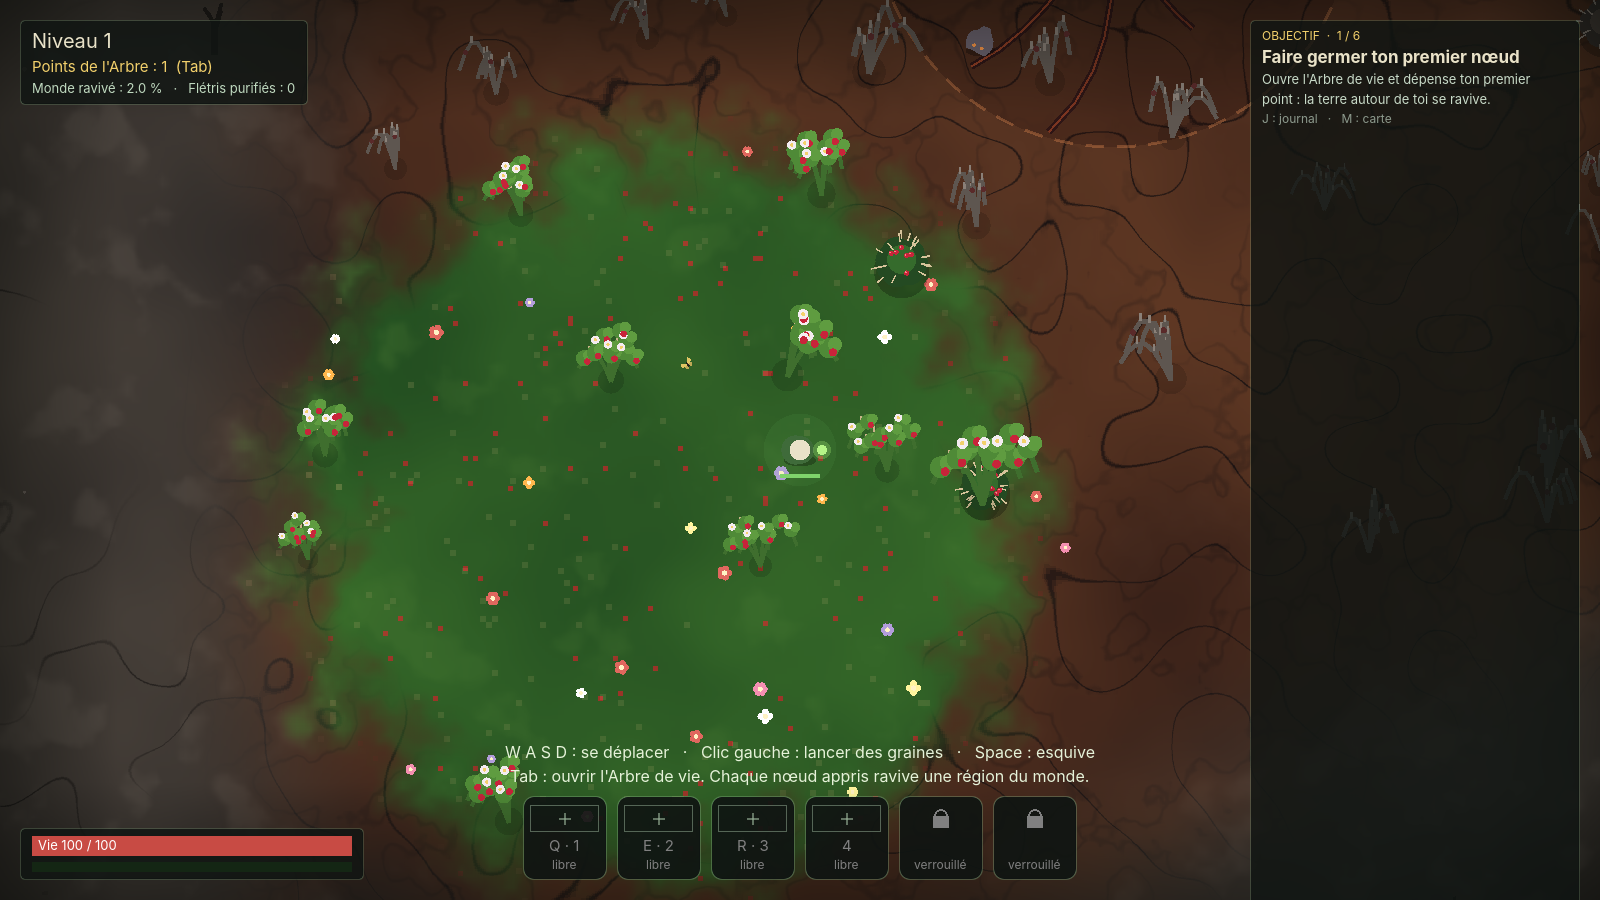 Niveau 1
Points de l'Arbre : 1 (Tab)
Monde ravivé : 2.0 % · Flétris purifiés : 0
OBJECTIF · 1 / 6
Faire germer ton premier nœud
Ouvre l'Arbre de vie et dépense ton premier
point : la terre autour de toi se ravive.
J : journal · M : carte
W A S D : se déplacer · Clic gauche : lancer des graines · Space : esquive
Tab : ouvrir l'Arbre de vie. Chaque nœud appris ravive une région du monde.
Vie 100 / 100
Q · 1
libre
E · 2
libre
R · 3
libre
4
libre
verrouillé
verrouillé